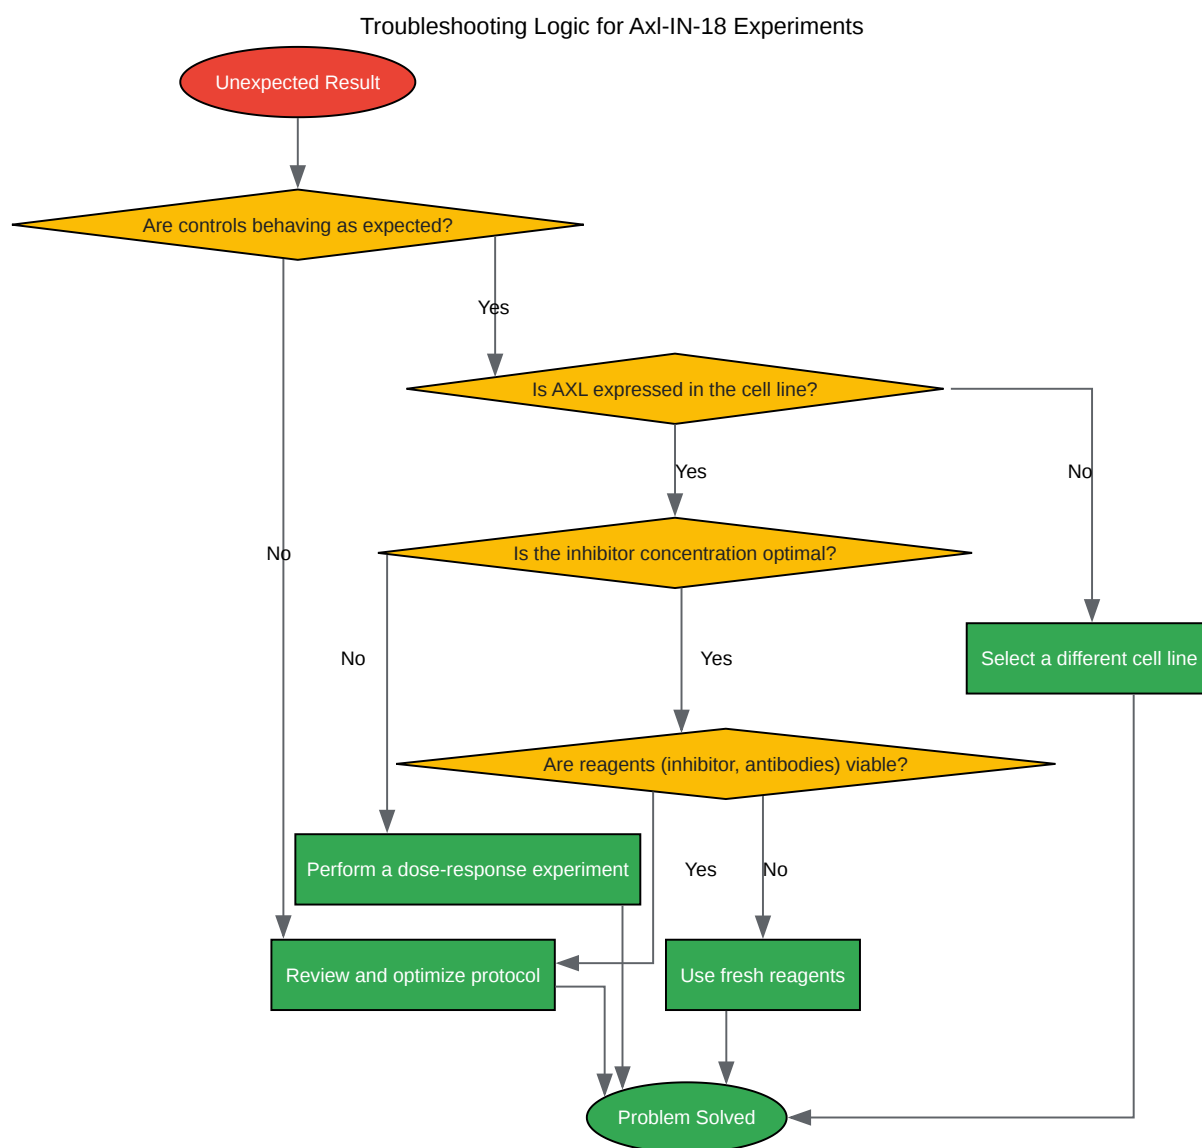 Troubleshooting Logic for Axl-IN-18 Experiments
Unexpected Result
Are controls behaving as expected?
Yes
Is AXL expressed in the cell line?
Yes
No
No
Is the inhibitor concentration optimal?
No
Yes
Select a different cell line
Are reagents (inhibitor, antibodies) viable?
Perform a dose-response experiment
Yes
No
Review and optimize protocol
Use fresh reagents
Problem Solved